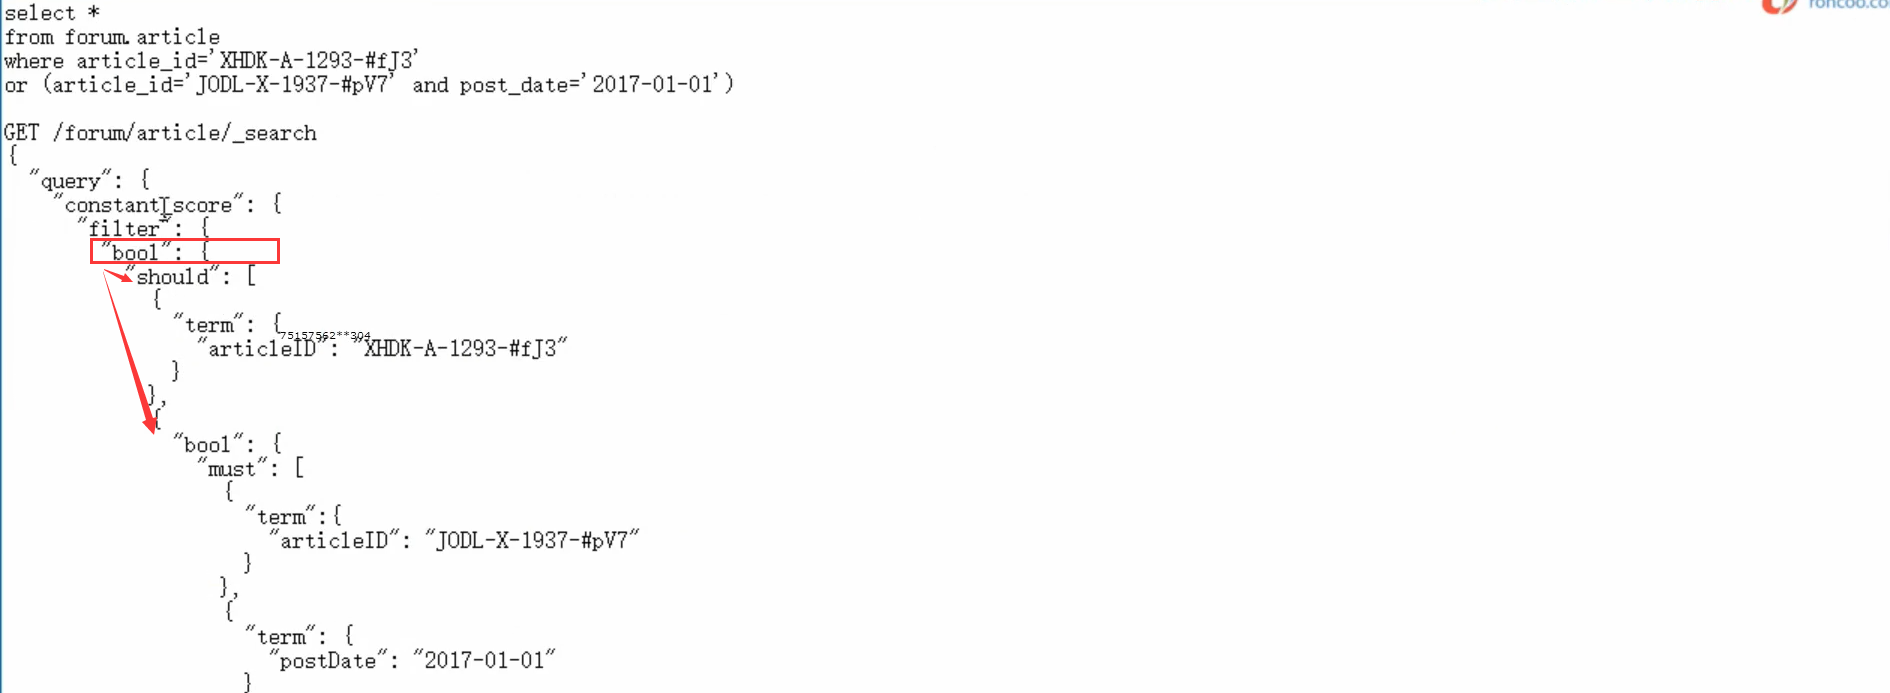 roncoo.co
select *
from forum.article
where article_id='XHDK-A-1293-#fJ3'
or (article_id='JODL-X-1937-#pV7' and post_date='2017-01-01')
GET /forum/article/_search
{
"query": {
"constant_score": {
"filter": {
"bool": {
"should": [
{
"term": {
75157562**304
"articleID": "XHDK-A-1293-#fJ3"
}
},
{
"bool": {
"must": [
{
"term":{
"articleID": "JODL-X-1937-#pV7"
}
},
{
"term": {
"postDate": "2017-01-01"
}